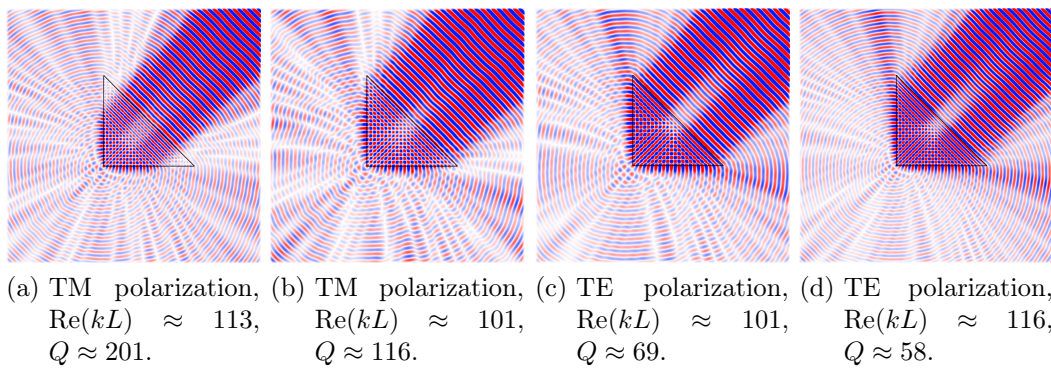 (a) TM polarization, Re(kL) ≈ 113, Q ≈ 201.
(b) TM polarization, Re(kL) ≈ 101, Q ≈ 116.
(c) TE polarization, Re(kL) ≈ 101, Q ≈ 69.
(d) TE polarization, Re(kL) ≈ 116, Q ≈ 58.